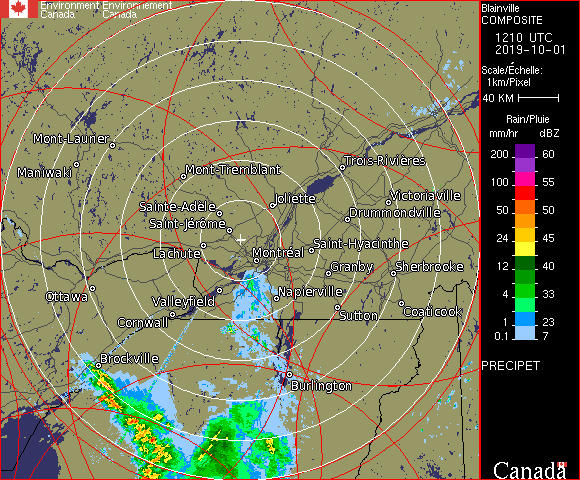 Environment Environnement
Canada Canada
Blainville
COMPOSITE
1210 UTC
2019-10-01
Scale/Échelle:
1km/Pixel
40 KM
Rain/Pluie
mm/hr dBZ
200 60
100 55
50 50
50 45
24 45
12 40
4 33
1 23
0.1 7
PRECIPET
Canada
Mont-Laurier
Maniwaki
Mont-Tremblant
Trois-Rivières
Joliette
Victoriaville
Sainte-Adèle
Drummondville
Saint-Jérôme
Saint-Hyacinthe
Lachute
Montréal
Granby
Sherbrooke
Ottawa
Valleyfield
Napierville
Cornwall
Sutton
Coaticook
Brockville
Burlington